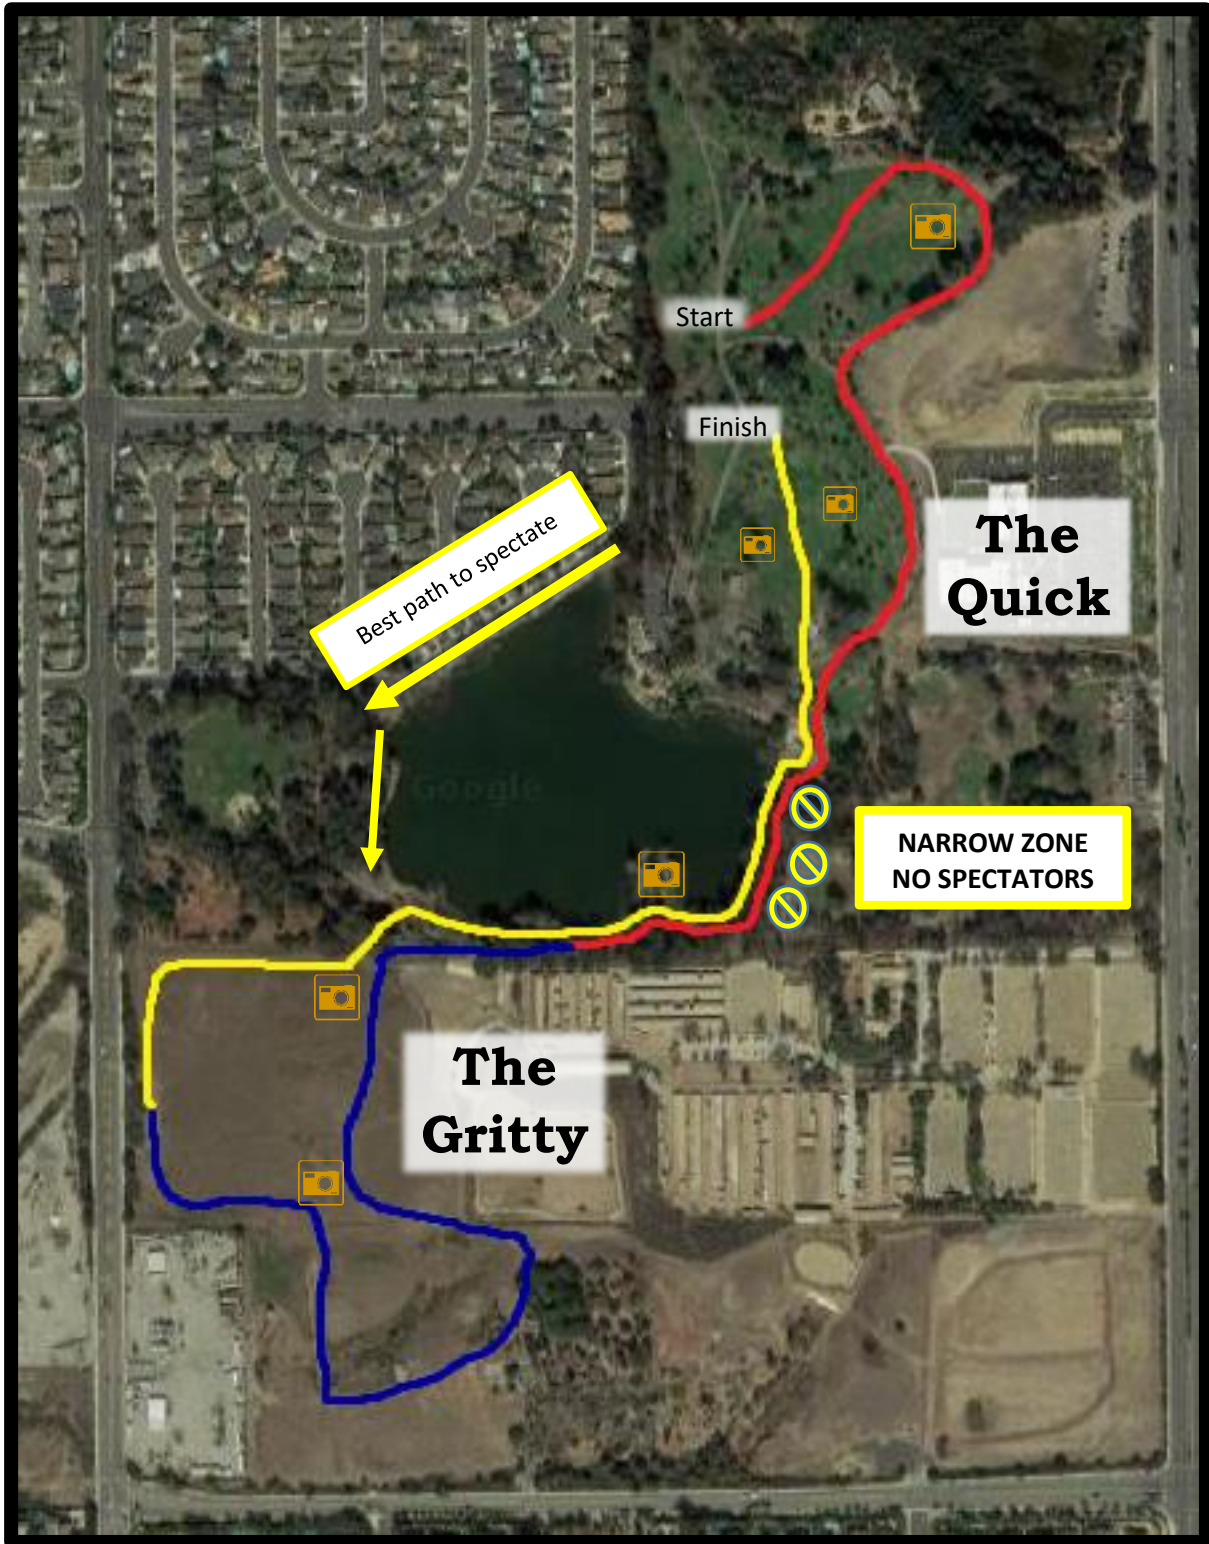 Start
Finish
Best path to spectate
The
Quick
Google
NARROW ZONE
NO SPECTATORS
The
Gritty